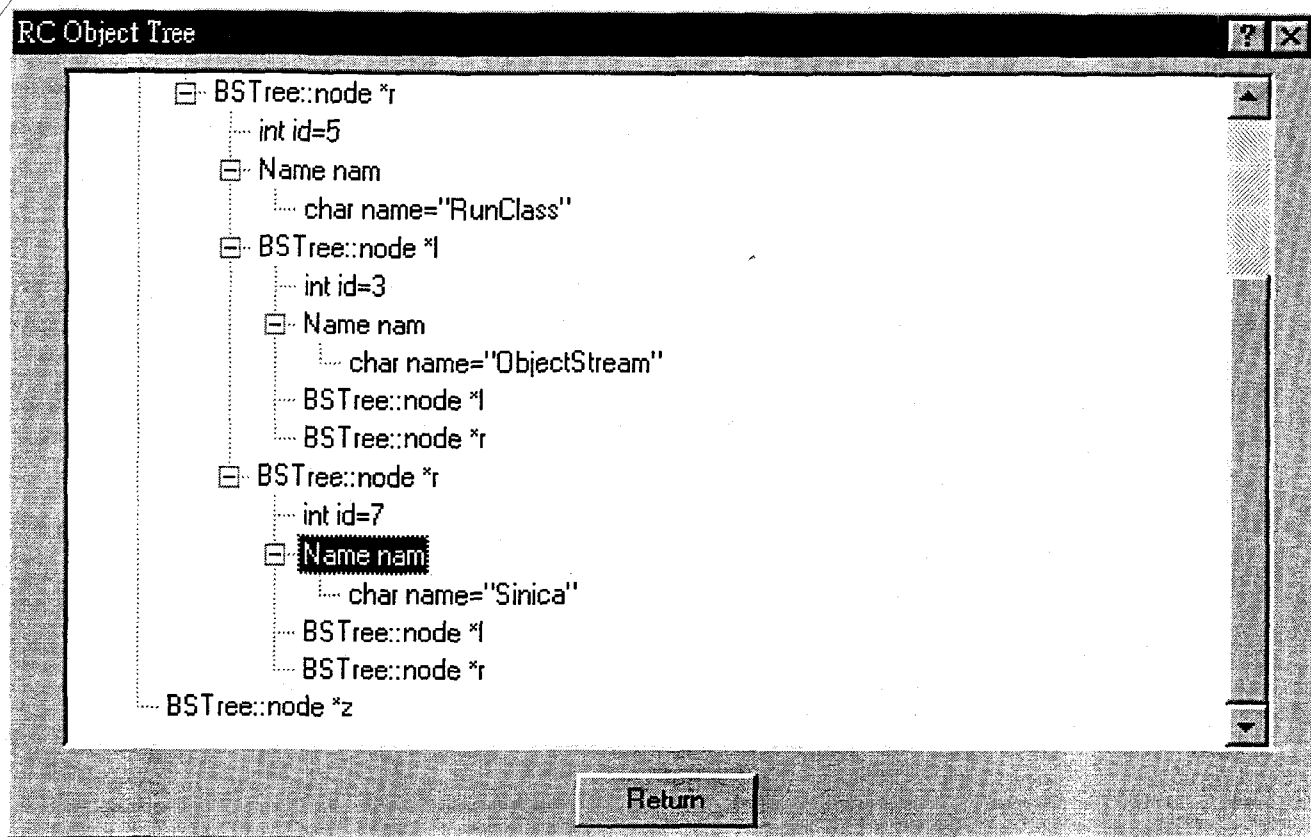 RC Object Tree
BSTree::node *r
int id=5
Name nam
char name="RunClass"
BSTree::node *l
int id=3
Name nam
char name="ObjectStream"
BSTree::node *l
BSTree::node *r
BSTree::node *r
int id=7
Name nam
char name="Sinica"
BSTree::node *l
BSTree::node *r
BSTree::node *z
Return